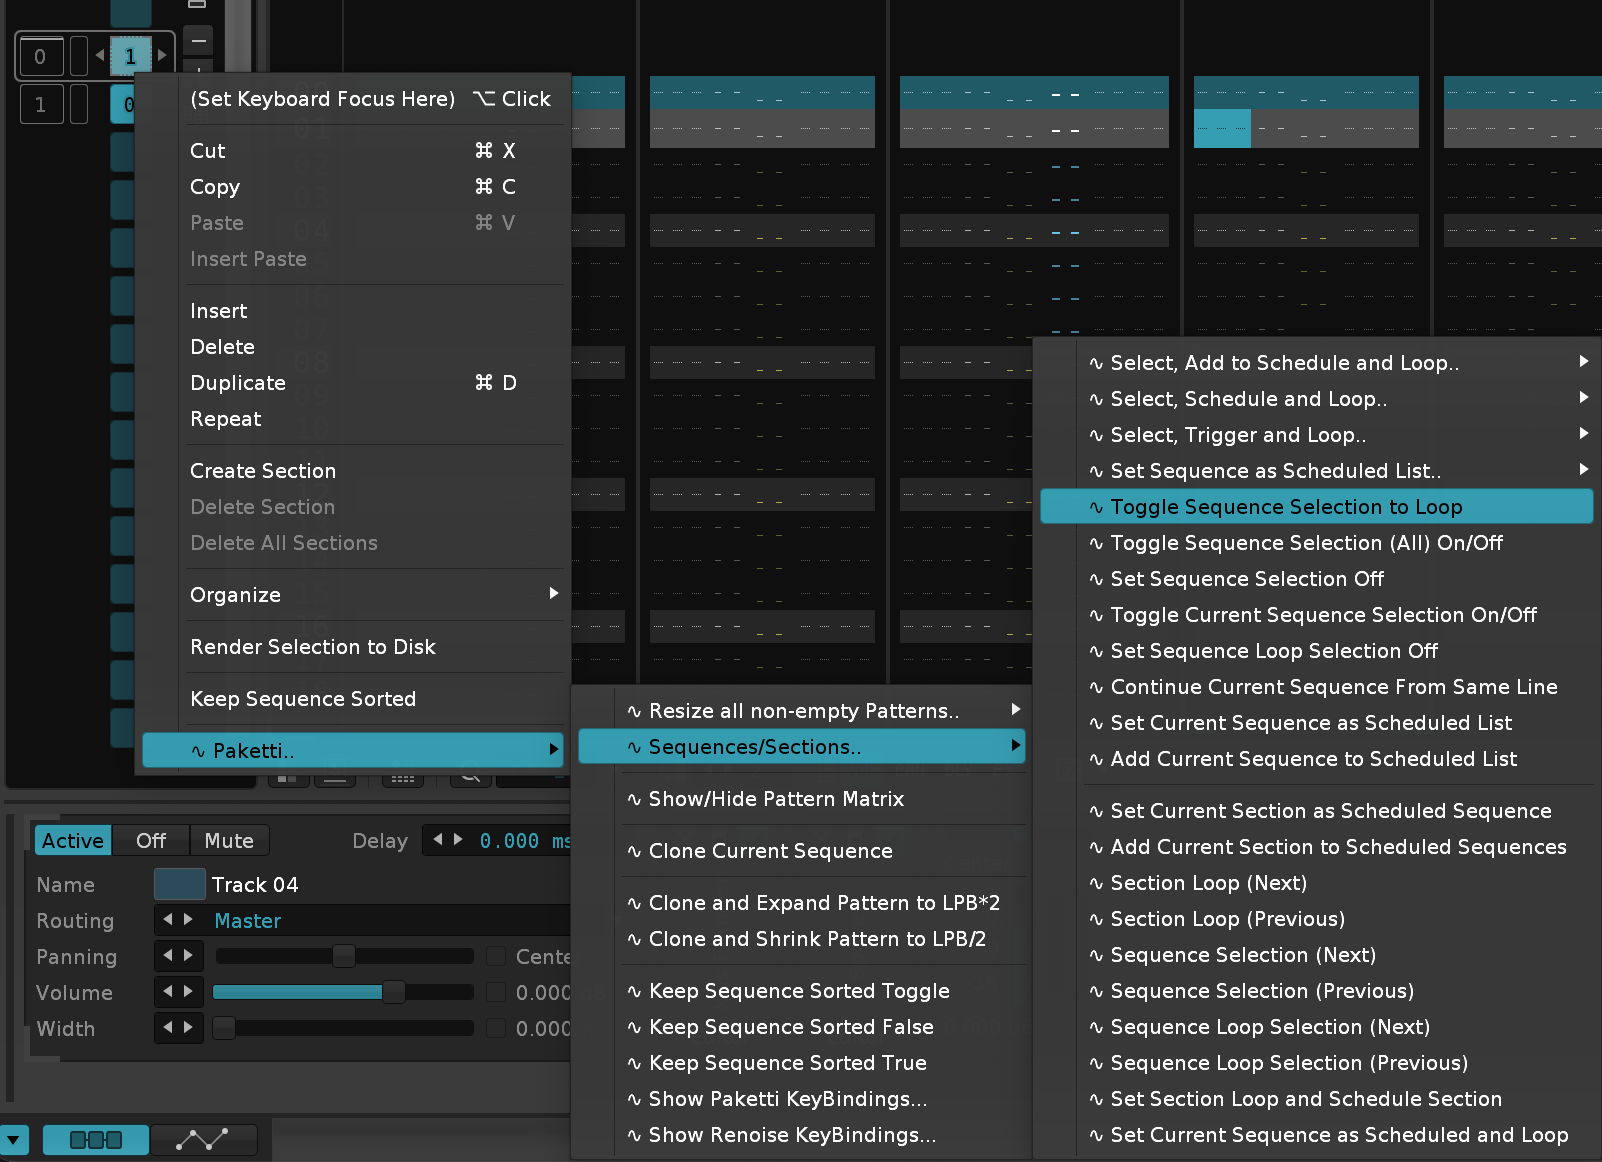 0
1
1
0
(Set Keyboard Focus Here) ⌥ Click
Cut ⌘ X
Copy ⌘ C
Paste ⌘ V
Insert Paste
Insert
Delete
Duplicate ⌘ D
Repeat
Create Section
Delete Section
Delete All Sections
Organize
Render Selection to Disk
Keep Sequence Sorted
∿ Paketti..
∿ Resize all non-empty Patterns..
∿ Sequences/Sections..
∿ Show/Hide Pattern Matrix
∿ Clone Current Sequence
∿ Clone and Expand Pattern to LPB*2
∿ Clone and Shrink Pattern to LPB/2
∿ Keep Sequence Sorted Toggle
∿ Keep Sequence Sorted False
∿ Keep Sequence Sorted True
∿ Show Paketti KeyBindings...
∿ Show Renoise KeyBindings...
∿ Select, Add to Schedule and Loop..
∿ Select, Schedule and Loop..
∿ Select, Trigger and Loop..
∿ Set Sequence as Scheduled List..
∿ Toggle Sequence Selection to Loop
∿ Toggle Sequence Selection (All) On/Off
∿ Set Sequence Selection Off
∿ Toggle Current Sequence Selection On/Off
∿ Set Sequence Loop Selection Off
∿ Continue Current Sequence From Same Line
∿ Set Current Sequence as Scheduled List
∿ Add Current Sequence to Scheduled List
∿ Set Current Section as Scheduled Sequence
∿ Add Current Section to Scheduled Sequences
∿ Section Loop (Next)
∿ Section Loop (Previous)
∿ Sequence Selection (Next)
∿ Sequence Selection (Previous)
∿ Sequence Loop Selection (Next)
∿ Sequence Loop Selection (Previous)
∿ Set Section Loop and Schedule Section
∿ Set Current Sequence as Scheduled and Loop
Active Off Mute Delay 0.000 ms
Name Track 04
Routing Master
Panning Cente
Volume 0.000
Width 0.000